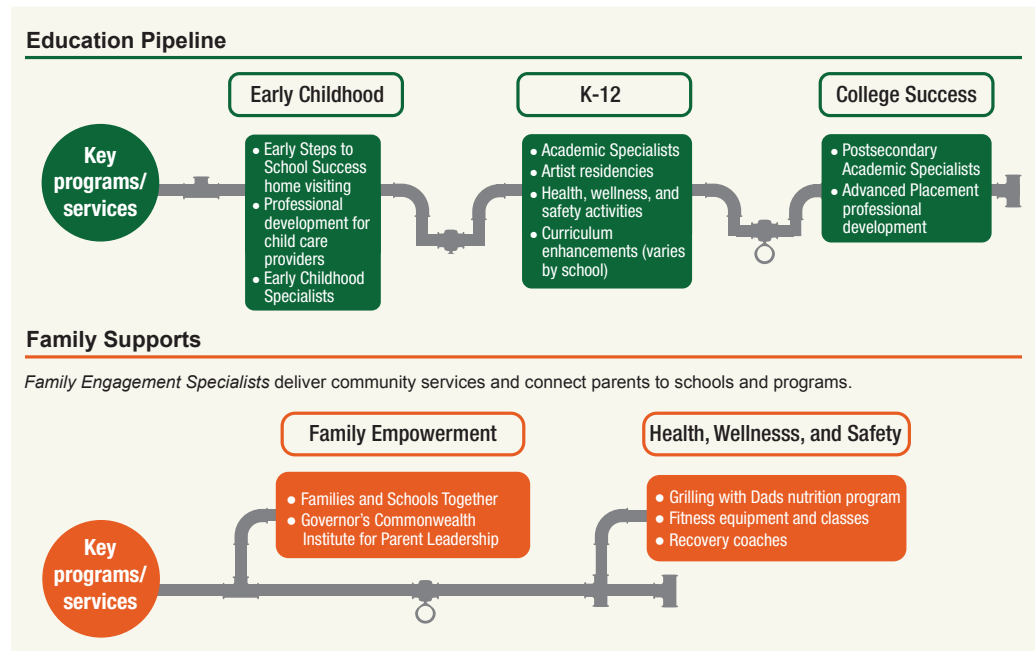 Education Pipeline
Early Childhood
K-12
College Success
Key
programs/
services
• Early Steps to
School Success
home visiting
• Professional
development for
child care
providers
• Early Childhood
Specialists
• Academic Specialists
• Artist residencies
• Health, wellness, and
safety activities
• Curriculum
enhancements (varies
by school)
• Postsecondary
Academic Specialists
• Advanced Placement
professional
development
Family Supports
Family Engagement Specialists deliver community services and connect parents to schools and programs.
Family Empowerment
Health, Wellnesss, and Safety
Key
programs/
services
• Families and Schools Together
• Governor's Commonwealth
Institute for Parent Leadership
• Grilling with Dads nutrition program
• Fitness equipment and classes
• Recovery coaches